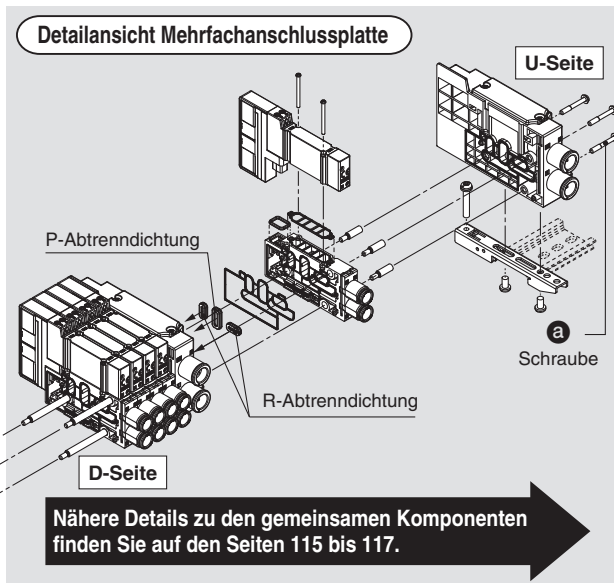 Detailansicht Mehrfachanschlussplatte
U-Seite
P-Abtrenndichtung
a
Schraube
R-Abtrenndichtung
D-Seite
Nähere Details zu den gemeinsamen Komponenten
finden Sie auf den Seiten 115 bis 117.